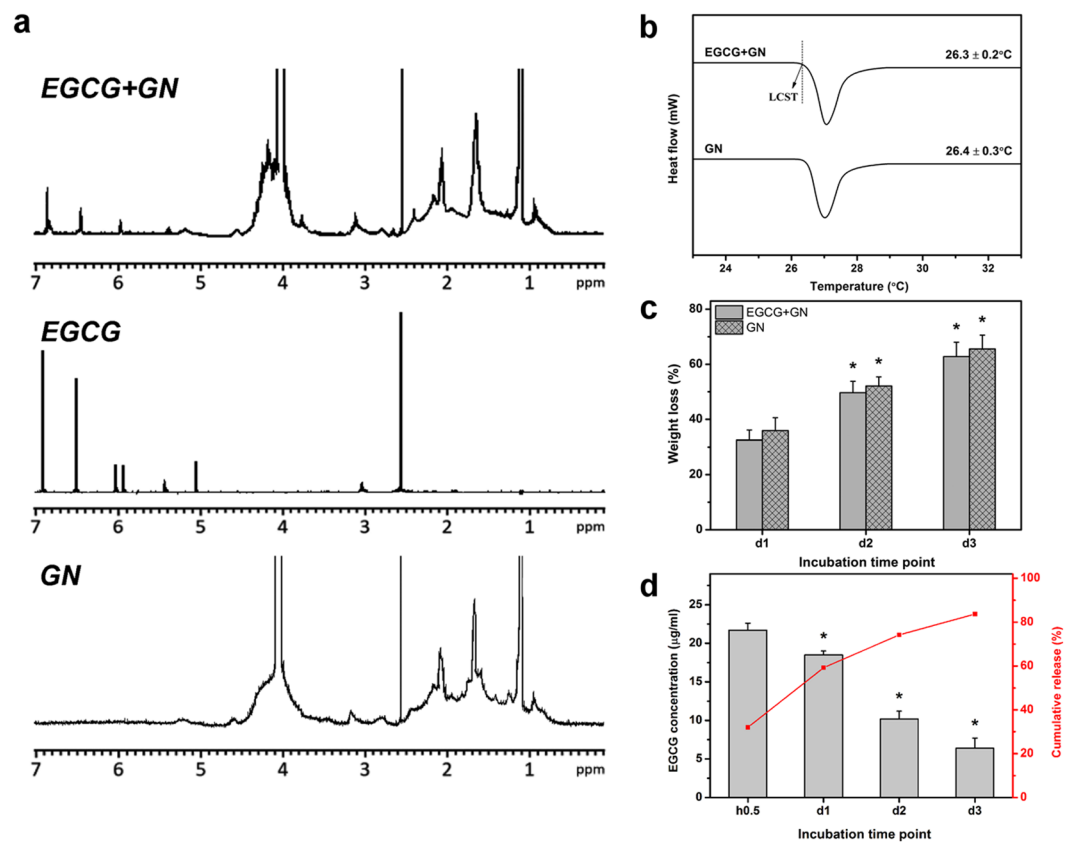 a
EGCG+GN
7 6 5 4 3 2 1 ppm
EGCG
7 6 5 4 3 2 1 ppm
GN
7 6 5 4 3 2 1 ppm
b
EGCG+GN
26.3 ± 0.2°C
LCST
GN
26.4 ± 0.3°C
Heat flow (mW)
24 26 28 30 32
Temperature (°C)
c
EGCG+GN
GN
80
60
40
20
0
* * * *
Weight loss (%)
d1 d2 d3
Incubation time point
d
25
20
15
10
5
0
* * *
EGCG concentration (μg/ml)
100
80
60
40
20
0
Cumulative release (%)
h0.5 d1 d2 d3
Incubation time point